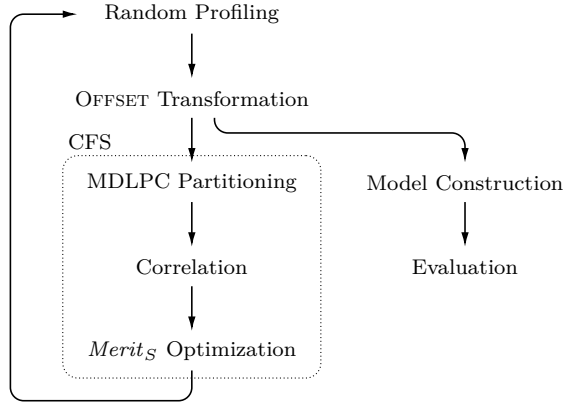 Random Profiling
OFFSET Transformation
CFS
MDLPC Partitioning
Model Construction
Correlation
Evaluation
Merit_S Optimization